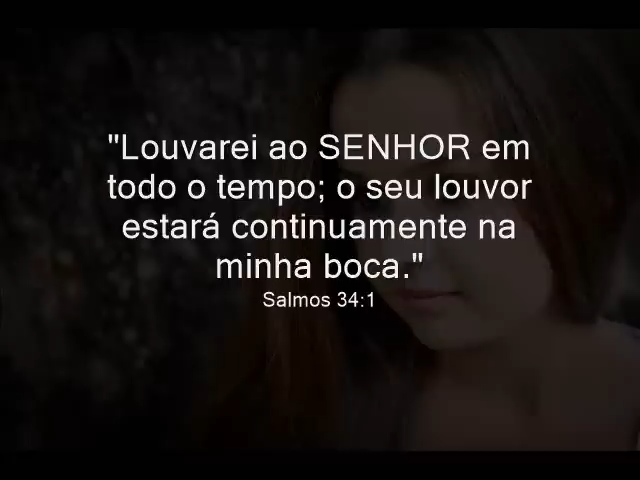 "Louvarei ao SENHOR em
todo o tempo; o seu louvor
estará continuamente na
minha boca."
Salmos 34:1